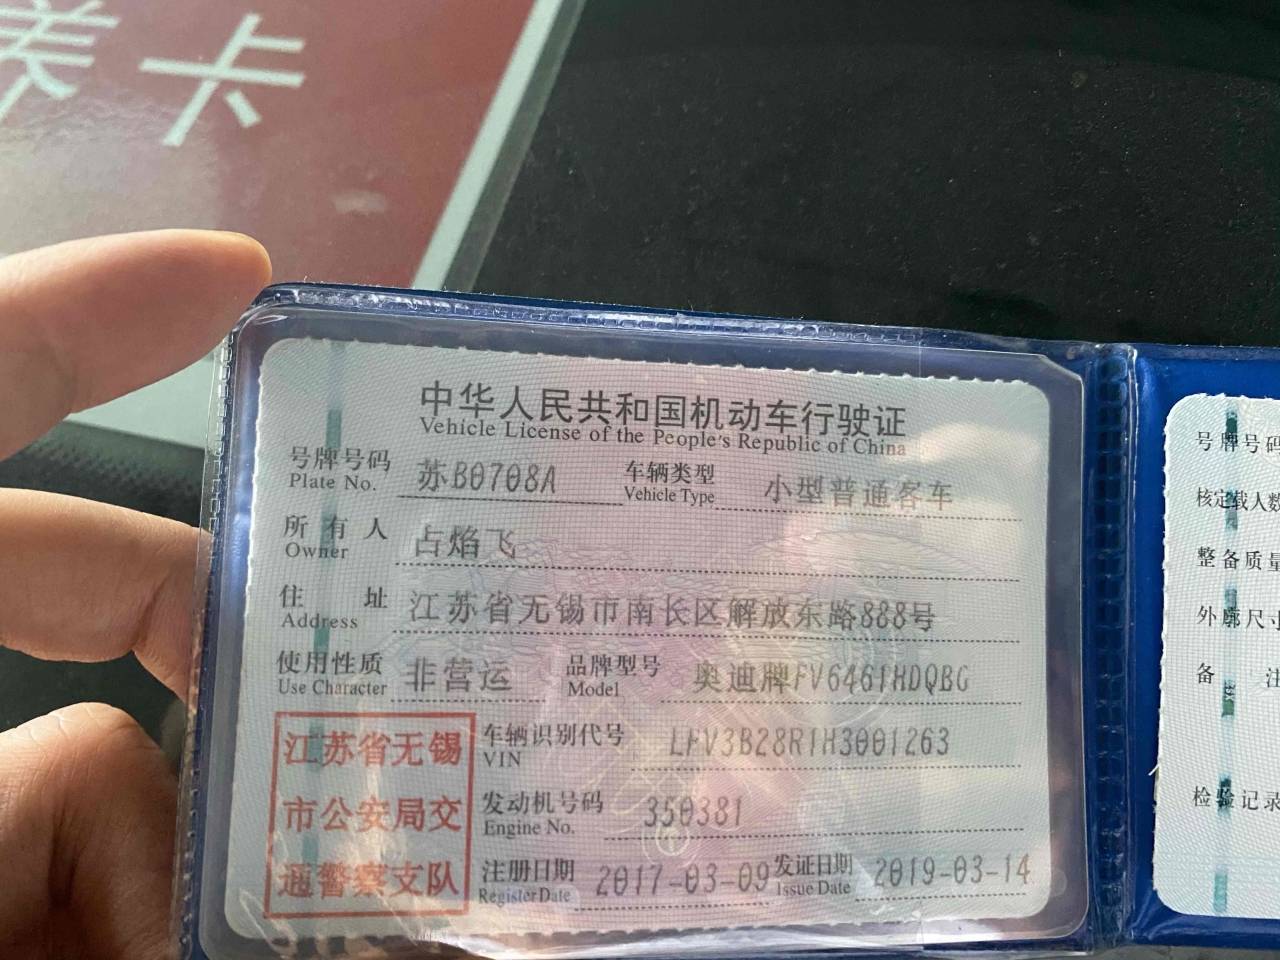 养卡
中华人民共和国机动车行驶证
Vehicle License of the People's Republic of China
号牌号码 苏B0708A 车辆类型 小型普通客车
Plate No. Vehicle Type
所有人 占焰飞
Owner
住址 江苏省无锡市南长区解放东路888号
Address
使用性质 非营运 品牌型号 奥迪牌FV6461HDQBG
Use Character Model
江苏省无锡
市公安局交
通警察支队
车辆识别代号 LFV3B28R1H3001263
VIN
发动机号码 350381
Engine No.
注册日期 2017-03-09 发证日期 2019-03-14
Register Date Issue Date
号牌号码
核定载人数
整备质量
外廓尺寸
备注
检验记录